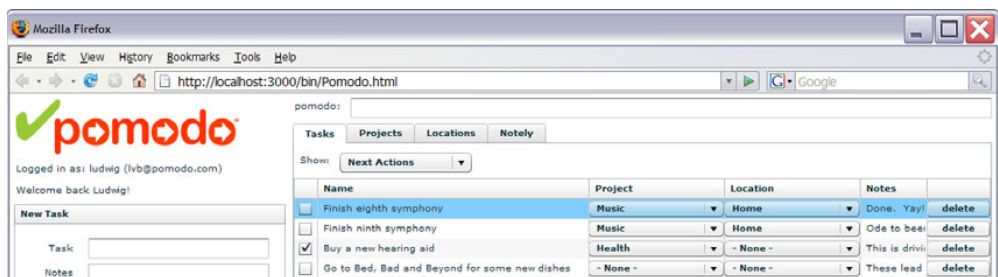 Mozilla Firefox
File Edit View History Bookmarks Tools Help
http://localhost:3000/bin/Pomodo.html Google
pomodo™
Logged in as: ludwig (lvb@pomodo.com)
Welcome back Ludwig!
New Task
Task
Notes
pomodo:
Tasks Projects Locations Notely
Show: Next Actions
Name Project Location Notes
Finish eighth symphony Music Home Done. Yay! delete
Finish ninth symphony Music Home Ode to beer delete
Buy a new hearing aid Health - None - This is drivi delete
Go to Bed, Bad and Beyond for some new dishes - None - - None - These lead delete